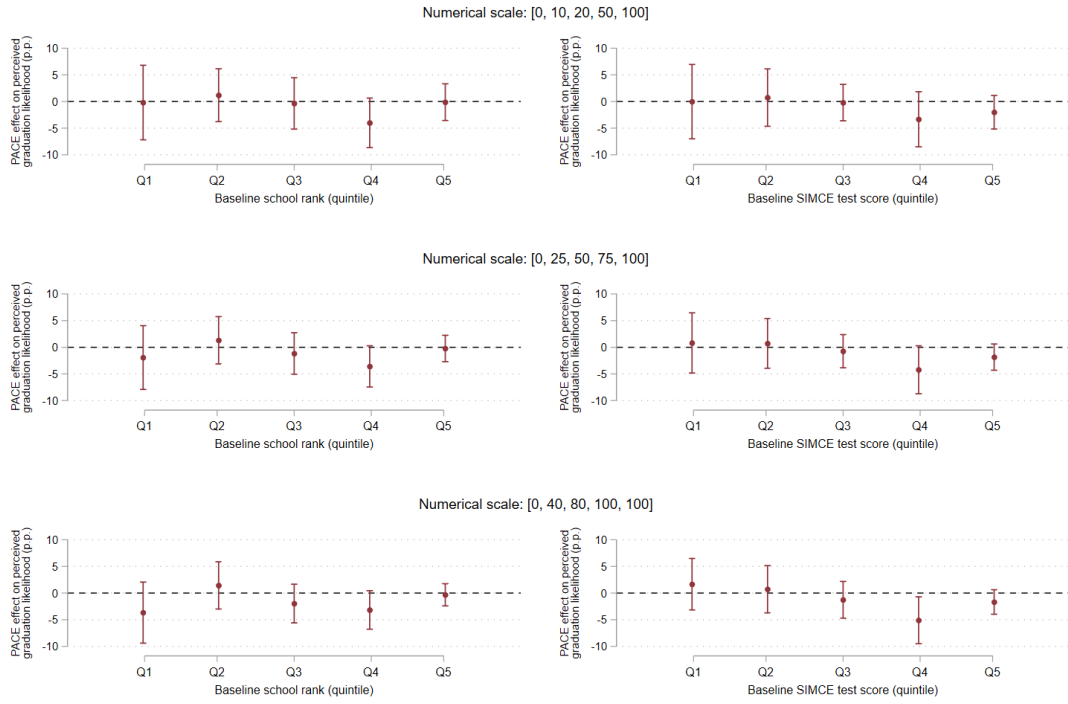 Numerical scale: [0, 10, 20, 50, 100]
PACE effect on perceived
graduation likelihood (p.p.)
10
5
0
-5
-10
Q1 Q2 Q3 Q4 Q5
Baseline school rank (quintile)
PACE effect on perceived
graduation likelihood (p.p.)
10
5
0
-5
-10
Q1 Q2 Q3 Q4 Q5
Baseline SIMCE test score (quintile)
Numerical scale: [0, 25, 50, 75, 100]
PACE effect on perceived
graduation likelihood (p.p.)
10
5
0
-5
-10
Q1 Q2 Q3 Q4 Q5
Baseline school rank (quintile)
PACE effect on perceived
graduation likelihood (p.p.)
10
5
0
-5
-10
Q1 Q2 Q3 Q4 Q5
Baseline SIMCE test score (quintile)
Numerical scale: [0, 40, 80, 100, 100]
PACE effect on perceived
graduation likelihood (p.p.)
10
5
0
-5
-10
Q1 Q2 Q3 Q4 Q5
Baseline school rank (quintile)
PACE effect on perceived
graduation likelihood (p.p.)
10
5
0
-5
-10
Q1 Q2 Q3 Q4 Q5
Baseline SIMCE test score (quintile)